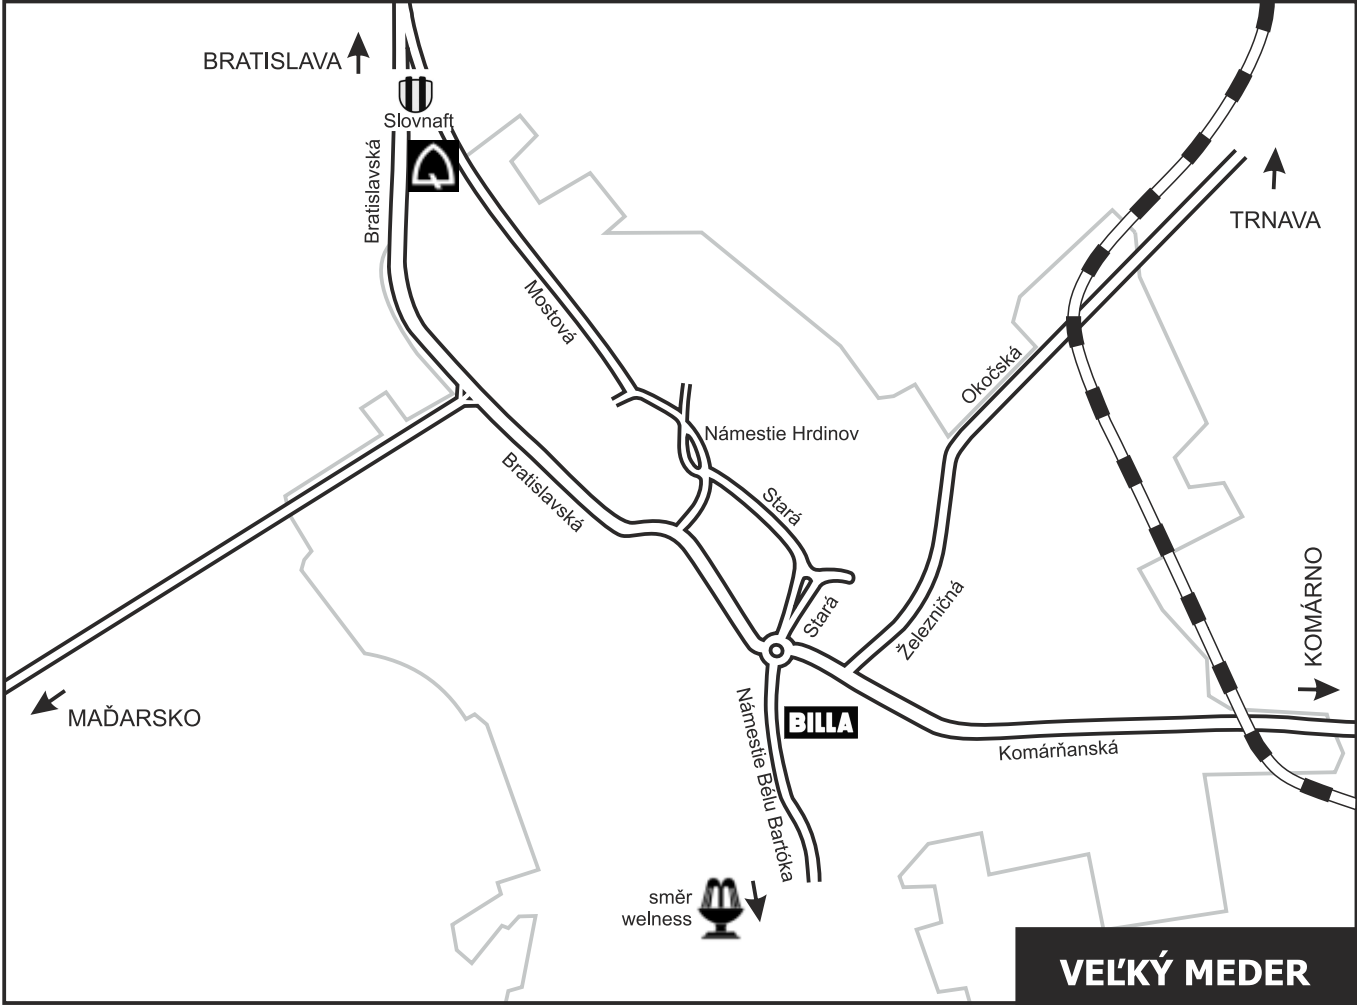 BRATISLAVA
Slovnaft
Bratislavská
TRNAVA
Mostová
Okočská
Námestie Hrdinov
Bratislavská
Stará
KOMÁRNO
Stará
Železničná
MAĎARSKO
BILLA
Námestie Bélu Bartóka
Komárňanská
směr
welness
VEĽKÝ MEDER